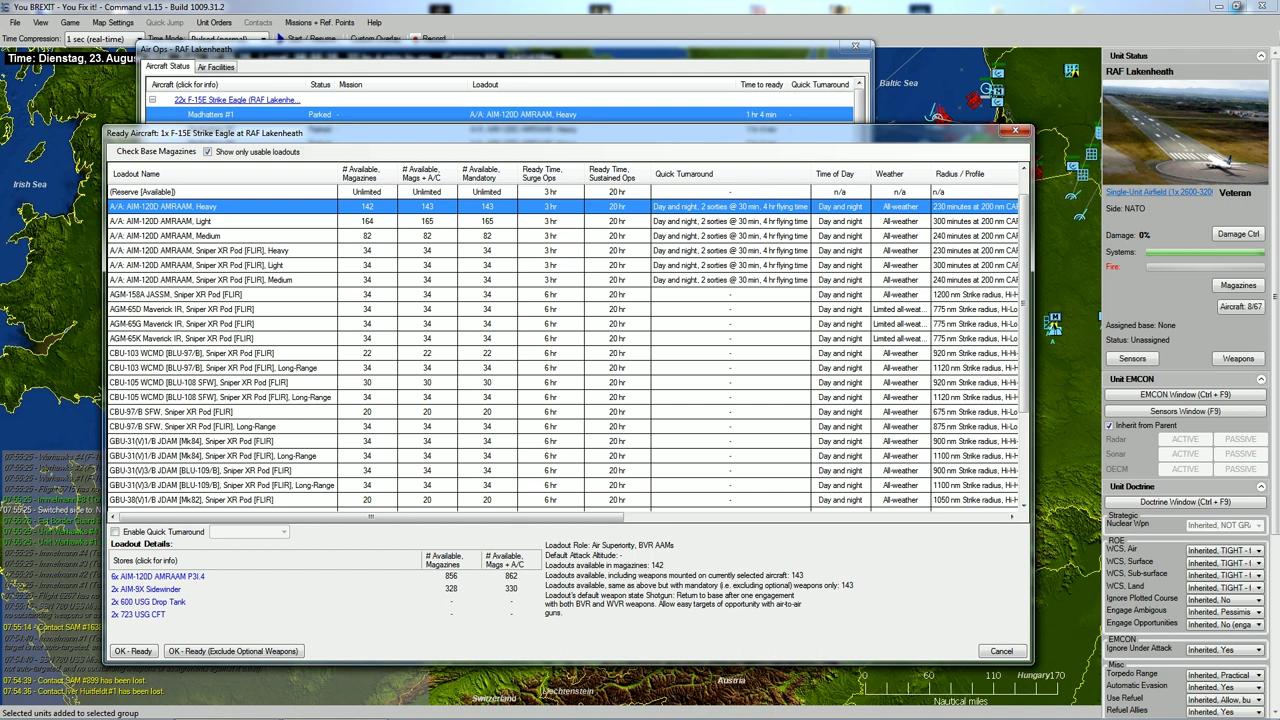 You BREXIT - You Fix it! - Command v1.15 - Build 1009.31.2
File View Game Map Settings Quick Jump Unit Orders Contacts Missions + Ref. Points Help
Time Compression: 1 sec (real-time) Time Mode: Pulsed (normal) Start / Resume Custom Overlay Record
Time: Dienstag, 23. Augus
Air Ops - RAF Lakenheath
Aircraft Status Air Facilities
Aircraft (click for info) Status Mission Loadout Time to ready Quick Turnaround
22x F-15E Strike Eagle (RAF Lakenhe...
Madhatters #1 Parked - A/A: AIM-120D AMRAAM, Heavy 1 hr 4 min -
Ready Aircraft: 1x F-15E Strike Eagle at RAF Lakenheath
Check Base Magazines Show only usable loadouts
Loadout Name # Available, Magazines # Available, Mags + A/C # Available, Mandatory Ready Time, Surge Ops Ready Time, Sustained Ops Quick Turnaround Time of Day Weather Radius / Profile
(Reserve [Available]) Unlimited Unlimited Unlimited 3 hr 20 hr - n/a n/a n/a
A/A: AIM-120D AMRAAM, Heavy 142 143 143 3 hr 20 hr Day and night, 2 sorties @ 30 min, 4 hr flying time Day and night All-weather 230 minutes at 200 nm CAP
A/A: AIM-120D AMRAAM, Light 164 165 165 3 hr 20 hr Day and night, 2 sorties @ 30 min, 4 hr flying time Day and night All-weather 300 minutes at 200 nm CAP
A/A: AIM-120D AMRAAM, Medium 82 82 82 3 hr 20 hr Day and night, 2 sorties @ 30 min, 4 hr flying time Day and night All-weather 240 minutes at 200 nm CAP
A/A: AIM-120D AMRAAM, Sniper XR Pod [FLIR], Heavy 34 34 34 3 hr 20 hr Day and night, 2 sorties @ 30 min, 4 hr flying time Day and night All-weather 230 minutes at 200 nm CAP
A/A: AIM-120D AMRAAM, Sniper XR Pod [FLIR], Light 34 34 34 3 hr 20 hr Day and night, 2 sorties @ 30 min, 4 hr flying time Day and night All-weather 300 minutes at 200 nm CAP
A/A: AIM-120D AMRAAM, Sniper XR Pod [FLIR], Medium 34 34 34 3 hr 20 hr Day and night, 2 sorties @ 30 min, 4 hr flying time Day and night All-weather 240 minutes at 200 nm CAP
AGM-158A JASSM, Sniper XR Pod [FLIR] 34 34 34 6 hr 20 hr - Day and night All-weather 1200 nm Strike radius, Hi-H
AGM-65D Maverick IR, Sniper XR Pod [FLIR] 34 34 34 6 hr 20 hr - Day and night Limited all-weat... 775 nm Strike radius, Hi-Lo
AGM-65G Maverick IR, Sniper XR Pod [FLIR] 34 34 34 6 hr 20 hr - Day and night Limited all-weat... 775 nm Strike radius, Hi-Lo
AGM-65K Maverick IR, Sniper XR Pod [FLIR] 34 34 34 6 hr 20 hr - Day and night Limited all-weat... 775 nm Strike radius, Hi-Lo
CBU-103 WCMD [BLU-97/B], Sniper XR Pod [FLIR] 22 22 22 6 hr 20 hr - Day and night All-weather 920 nm Strike radius, Hi-Hi
CBU-103 WCMD [BLU-97/B], Sniper XR Pod [FLIR], Long-Range 34 34 34 6 hr 20 hr - Day and night All-weather 1120 nm Strike radius, Hi-H
CBU-105 WCMD [BLU-108 SFW], Sniper XR Pod [FLIR] 30 30 30 6 hr 20 hr - Day and night All-weather 920 nm Strike radius, Hi-Hi
CBU-105 WCMD [BLU-108 SFW], Sniper XR Pod [FLIR], Long-Range 34 34 34 6 hr 20 hr - Day and night All-weather 1120 nm Strike radius, Hi-H
CBU-97/B SFW, Sniper XR Pod [FLIR] 20 20 20 6 hr 20 hr - Day and night All-weather 675 nm Strike radius, Hi-Lo
CBU-97/B SFW, Sniper XR Pod [FLIR], Long-Range 34 34 34 6 hr 20 hr - Day and night All-weather 875 nm Strike radius, Hi-Lo
GBU-31(V)1/B JDAM [Mk84], Sniper XR Pod [FLIR] 34 34 34 6 hr 20 hr - Day and night All-weather 900 nm Strike radius, Hi-Hi
GBU-31(V)1/B JDAM [Mk84], Sniper XR Pod [FLIR], Long-Range 34 34 34 6 hr 20 hr - Day and night All-weather 1100 nm Strike radius, Hi-H
GBU-31(V)3/B JDAM [BLU-109/B], Sniper XR Pod [FLIR] 34 34 34 6 hr 20 hr - Day and night All-weather 900 nm Strike radius, Hi-Hi
GBU-31(V)3/B JDAM [BLU-109/B], Sniper XR Pod [FLIR], Long-Range 34 34 34 6 hr 20 hr - Day and night All-weather 1100 nm Strike radius, Hi-H
GBU-38(V)1/B JDAM [Mk82], Sniper XR Pod [FLIR] 20 20 20 6 hr 20 hr - Day and night All-weather 1050 nm Strike radius, Hi-H
Enable Quick Turnaround
Loadout Details:
Stores (click for info) # Available, Magazines # Available, Mags + A/C
6x AIM-120D AMRAAM P3I.4 856 862
2x AIM-9X Sidewinder 328 330
2x 600 USG Drop Tank - -
2x 723 USG CFT - -
Loadout Role: Air Superiority, BVR AAMs
Default Attack Altitude: -
Loadouts available in magazines: 142
Loadouts available, including weapons mounted on currently selected aircraft: 143
Loadouts available, same as above but with mandatory (i.e. excluding optional) weapons only: 143
Loadout's default weapon state Shotgun: Return to base after one engagement
with both BVR and WVR weapons. Allow easy targets of opportunity with air-to-air
guns.
OK - Ready OK - Ready (Exclude Optional Weapons) Cancel
Irish Sea
Baltic Sea
07:55:14 - Contact SAM #163
07:54:39 - Contact SAM #899 has been lost.
07:54:36 - Contact Iver Huitfeldt #1 has been lost.
Selected units added to selected group
Switzerland
Liechtenstein
Austria
Hungary
0 60 110 170
Nautical miles
Unit Status
RAF Lakenheath
Single-Unit Airfield (1x 2600-320 Veteran
Side: NATO
Damage: 0% Damage Ctrl
Systems:
Fire:
Magazines
Aircraft: 8/67
Assigned base: None
Status: Unassigned
Sensors Weapons
Unit EMCON
EMCON Window (Ctrl + F9)
Sensors Window (F9)
Inherit from Parent
Radar ACTIVE PASSIVE
Sonar ACTIVE PASSIVE
OECM ACTIVE PASSIVE
Unit Doctrine
Doctrine Window (Ctrl + F9)
Strategic
Nuclear Wpn Inherited, NOT GR
ROE
WCS, Air Inherited, TIGHT -
WCS, Surface Inherited, TIGHT -
WCS, Sub-surface Inherited, TIGHT -
WCS, Land Inherited, TIGHT -
Ignore Plotted Course Inherited, No
Engage Ambiguous Inherited, Pessimis
Engage Opportunities Inherited, No (enga
EMCON
Ignore Under Attack Inherited, Yes
Misc
Torpedo Range Inherited, Practical
Automatic Evasion Inherited, Yes
Use Refuel Inherited, Allow, bu
Refuel Allies Inherited, Yes